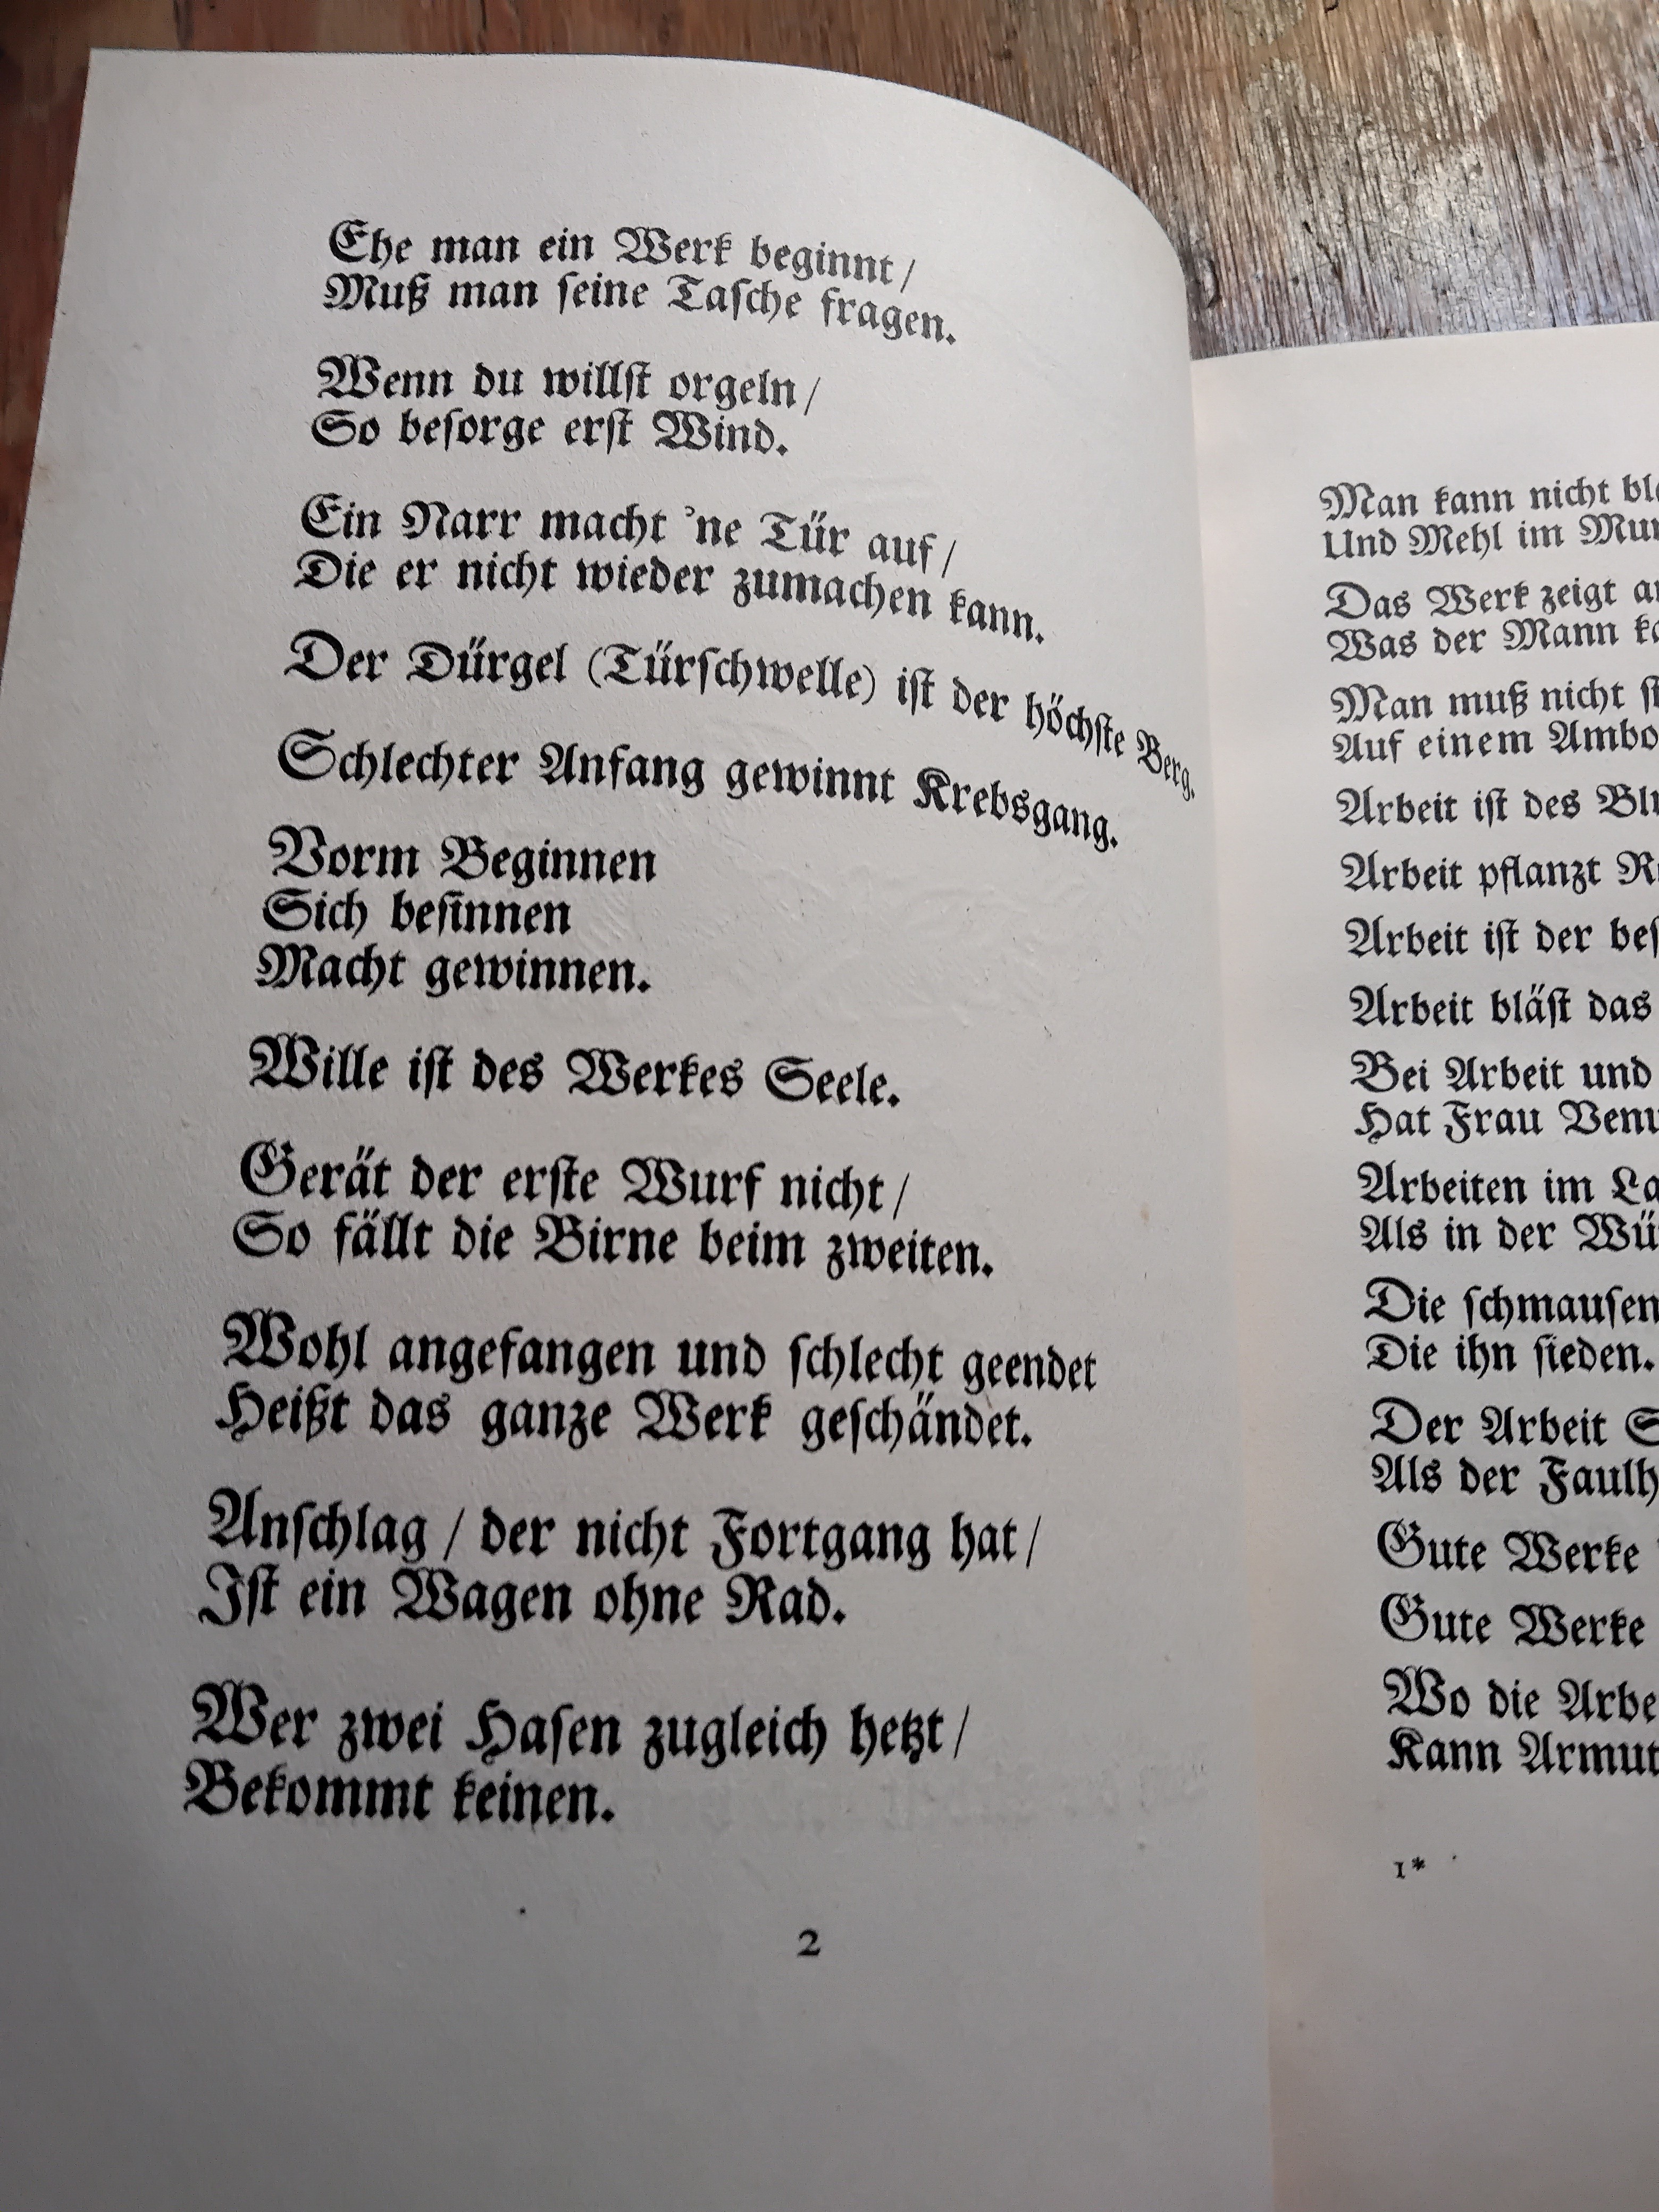 Ehe man ein Werk beginnt /
Muß man ſeine Taſche fragen.
Wenn du willſt orgeln /
So beſorge erſt Wind.
Ein Narr macht ’ne Tür auf /
Die er nicht wieder zumachen kann.
Der Dürgel (Türſchwelle) iſt der höchſte Berg.
Schlechter Anfang gewinnt Krebsgang.
Vorm Beginnen
Sich beſinnen
Macht gewinnen.
Wille iſt des Werkes Seele.
Gerät der erſte Wurf nicht /
So fällt die Birne beim zweiten.
Wohl angefangen und ſchlecht geendet
Heißt das ganze Werk geſchändet.
Anſchlag / der nicht Fortgang hat /
Iſt ein Wagen ohne Rad.
Wer zwei Haſen zugleich hetzt /
Bekommt keinen.
2
Man kann nicht
Und Mehl im
Das Werk zeigt
Was der Mann
Man muß nicht
Auf einem
Arbeit iſt des
Arbeit pflanzt
Arbeit iſt der
Arbeit bläſt das
Bei Arbeit und
Hat Frau
Arbeiten im
Als in der
Die ſchmauſen
Die ihn ſieden.
Der Arbeit
Als der
Gute Werke
Gute Werke
Wo die
Kann
1*